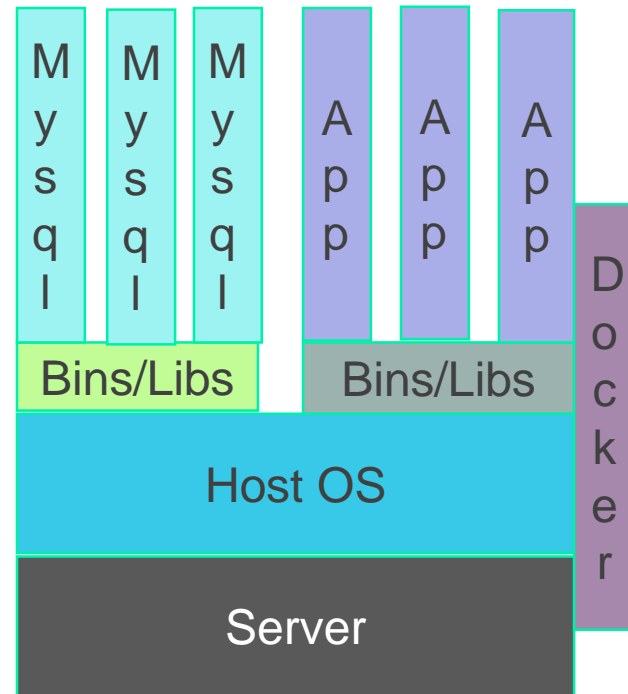 Mysql
Mysql
Mysql
App
App
App
Docker
Bins/Libs
Bins/Libs
Host OS
Server